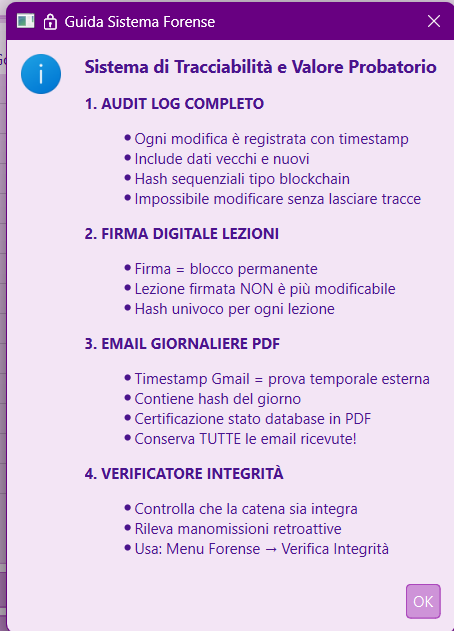 Guida Sistema Forense
Sistema di Tracciabilità e Valore Probatorio
1. AUDIT LOG COMPLETO
• Ogni modifica è registrata con timestamp
• Include dati vecchi e nuovi
• Hash sequenziali tipo blockchain
• Impossibile modificare senza lasciare tracce
2. FIRMA DIGITALE LEZIONI
• Firma = blocco permanente
• Lezione firmata NON è più modificabile
• Hash univoco per ogni lezione
3. EMAIL GIORNALIERE PDF
• Timestamp Gmail = prova temporale esterna
• Contiene hash del giorno
• Certificazione stato database in PDF
• Conserva TUTTE le email ricevute!
4. VERIFICATORE INTEGRITÀ
• Controlla che la catena sia integra
• Rileva manomissioni retroattive
• Usa: Menu Forense → Verifica Integrità
OK